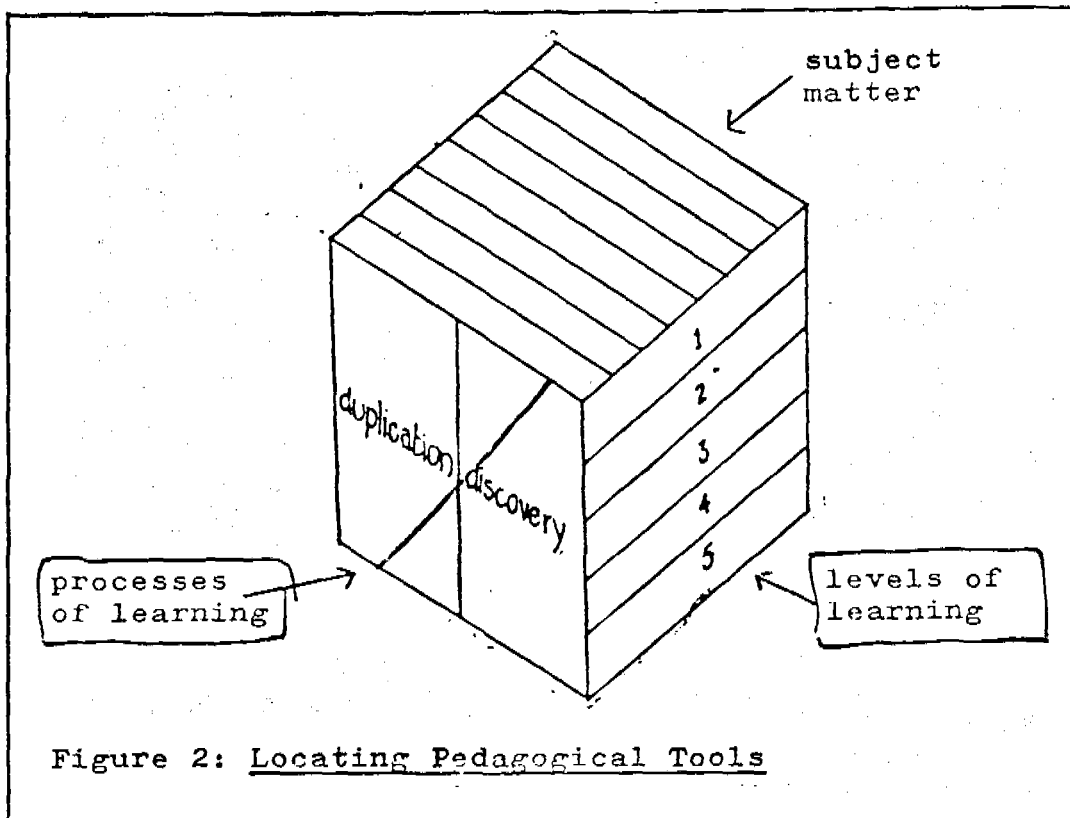 subject
matter
1
2
3
4
5
duplication
discovery
processes
of learning
levels of
learning
Figure 2: Locating Pedagogical Tools